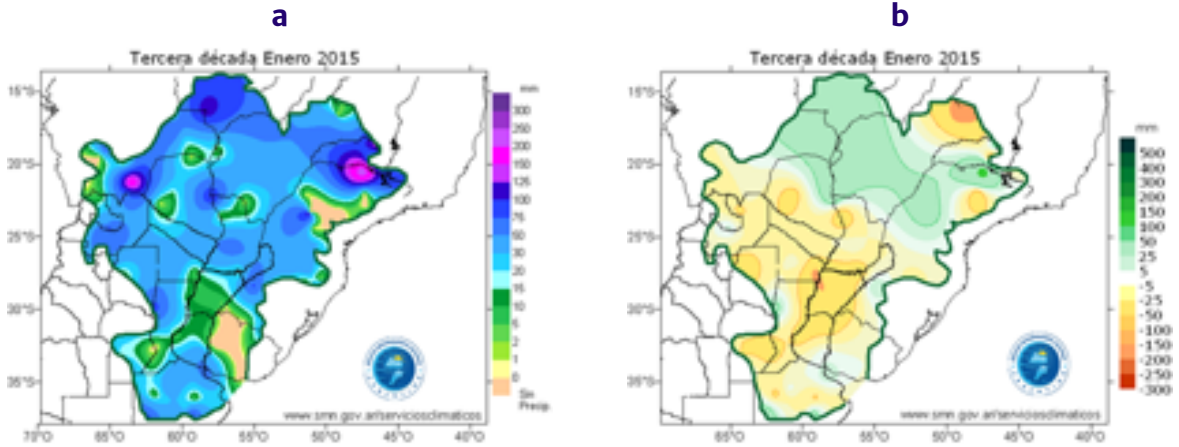 a
b
Tercera década Enero 2015
Tercera década Enero 2015
mm
300
250
200
150
125
100
75
50
30
20
15
10
5
2
1
0
Sin
Precip.
15°S
20°S
25°S
30°S
35°S
70°O
65°O
60°O
55°O
50°O
45°O
40°O
www.smn.gov.ar/serviciosclimaticos
15°S
20°S
25°S
30°S
35°S
65°O
60°O
55°O
50°O
45°O
40°O
www.smn.gov.ar/serviciosclimaticos
mm
500
400
300
200
150
100
50
25
5
-5
-25
-50
-100
-150
-200
-250
-300